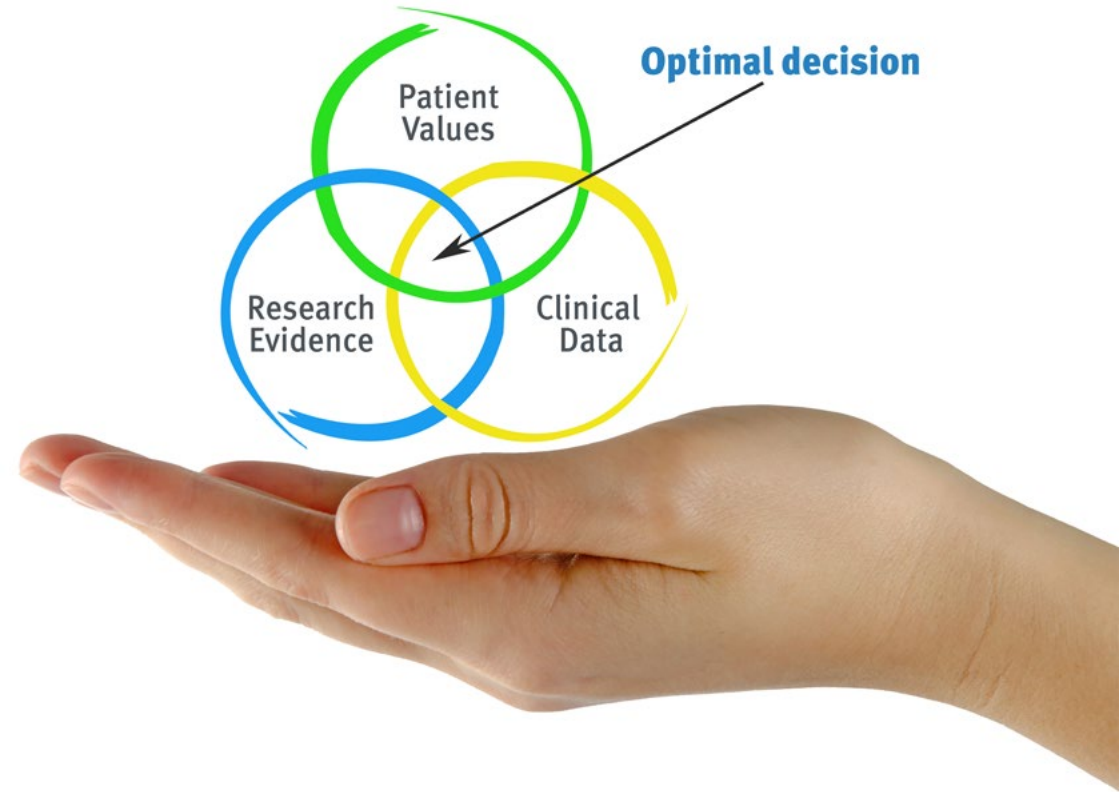 Optimal decision
Patient
Values
Research
Evidence
Clinical
Data